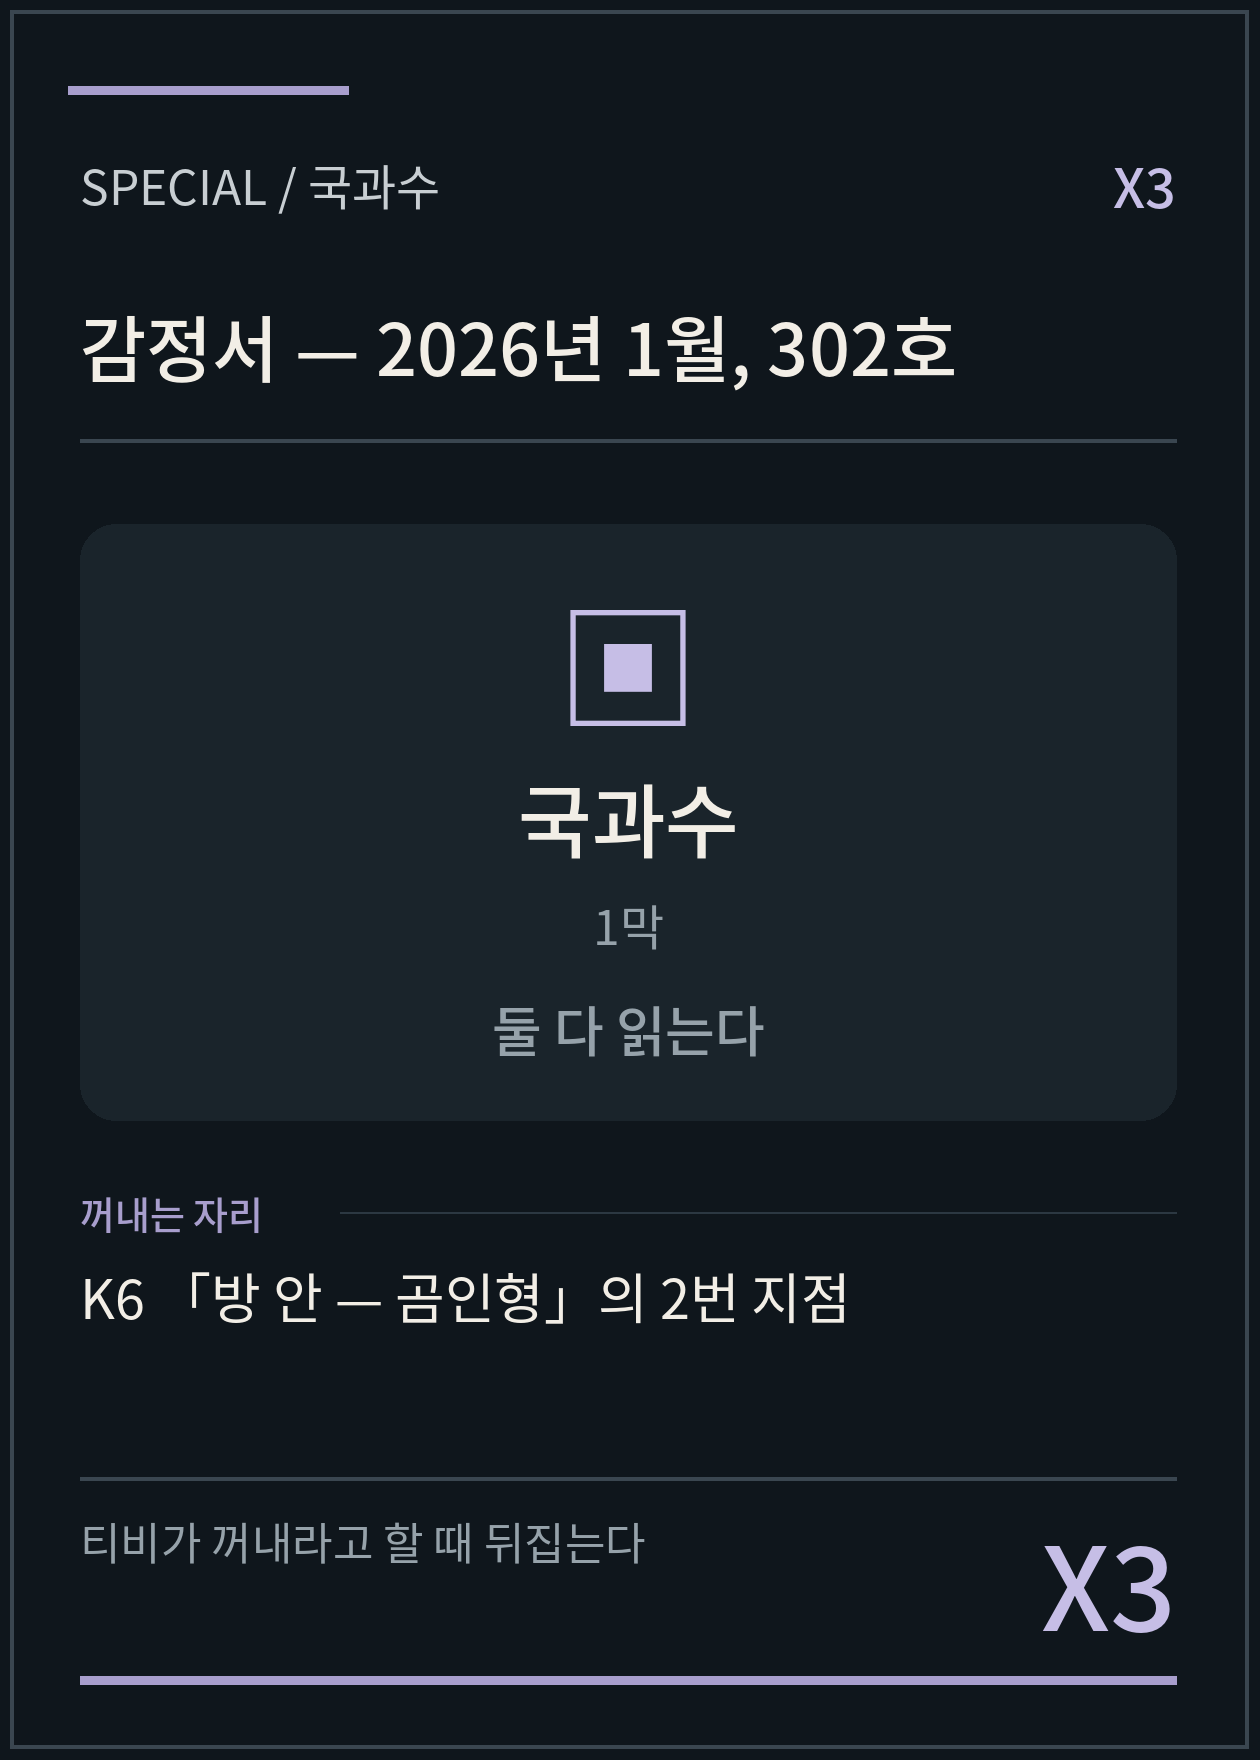 SPECIAL / 국과수
X3
감정서 — 2026년 1월, 302호
국과수
1막
둘 다 읽는다
꺼내는 자리
K6 「방 안 — 곰인형」의 2번 지점
티비가 꺼내라고 할 때 뒤집는다
X3